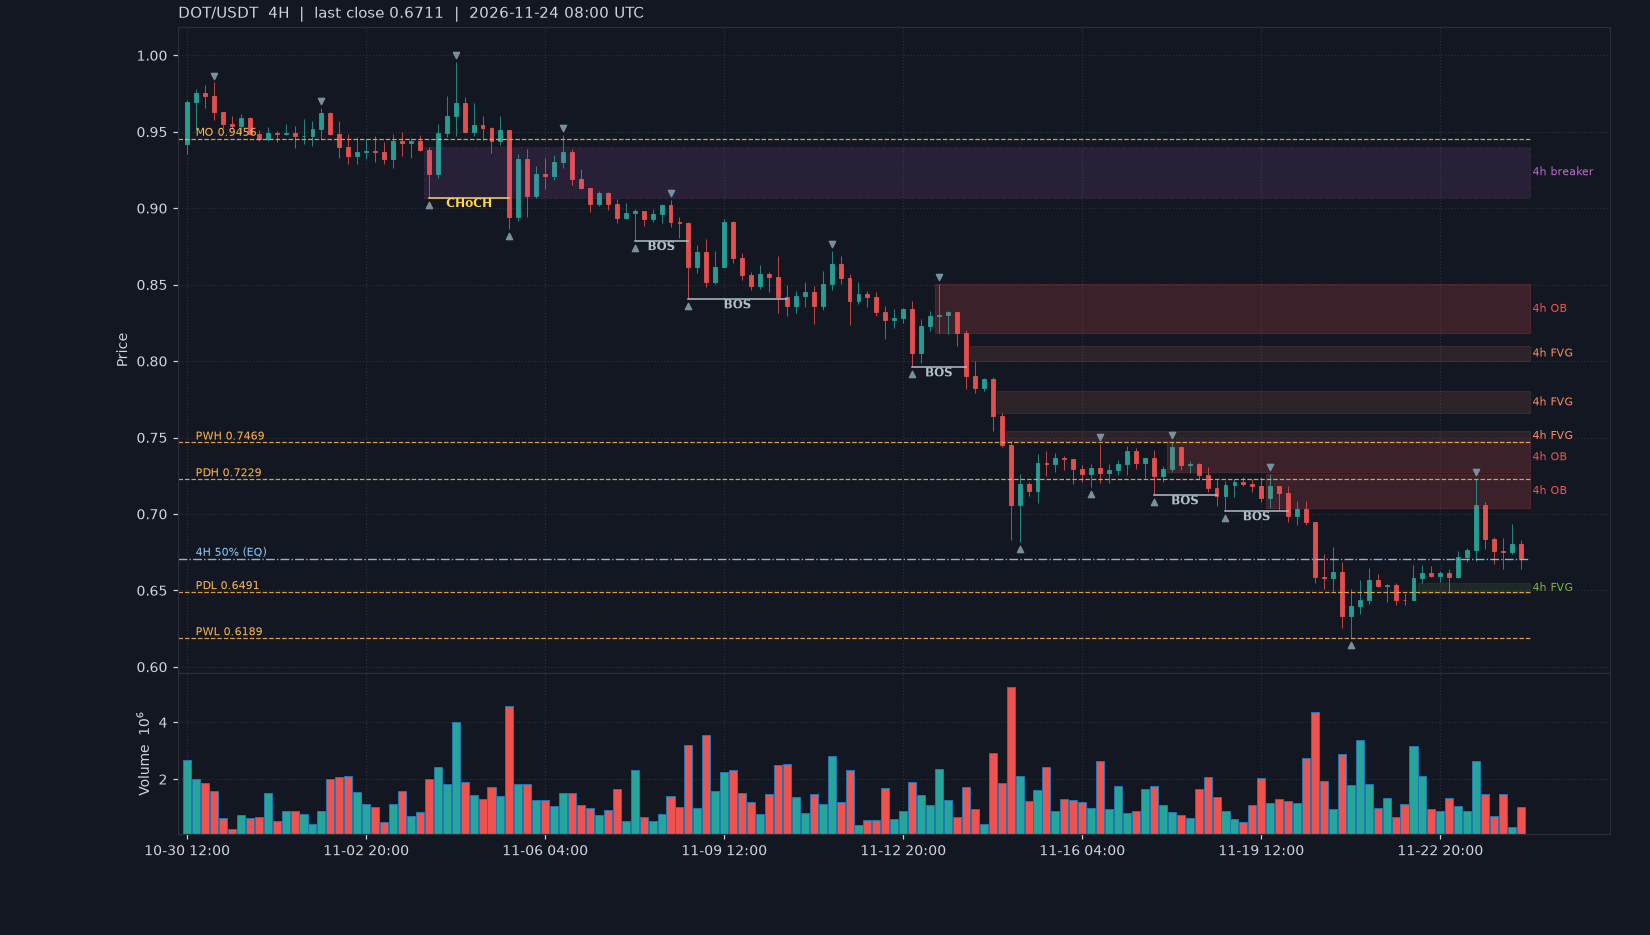 DOT/USDT  4H  |  last close 0.6711  |  2026-11-24 08:00 UTC
1.00
0.95
0.90
0.85
0.80
0.75
0.70
0.65
0.60
Price
MO 0.9456
CHoCH
BOS
BOS
BOS
BOS
BOS
PWH 0.7469
PDH 0.7229
4H 50% (EQ)
PDL 0.6491
PWL 0.6189
4h breaker
4h OB
4h FVG
4h FVG
4h FVG
4h OB
4h OB
4h FVG
4
2
Volume  10⁶
10-30 12:00
11-02 20:00
11-06 04:00
11-09 12:00
11-12 20:00
11-16 04:00
11-19 12:00
11-22 20:00